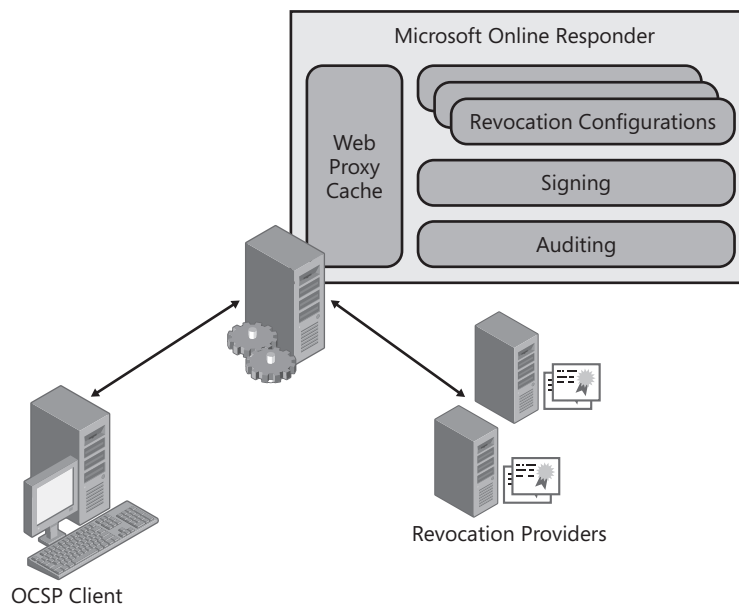 Microsoft Online Responder
Web
Proxy
Cache
Revocation Configurations
Signing
Auditing
Revocation Providers
OCSP Client